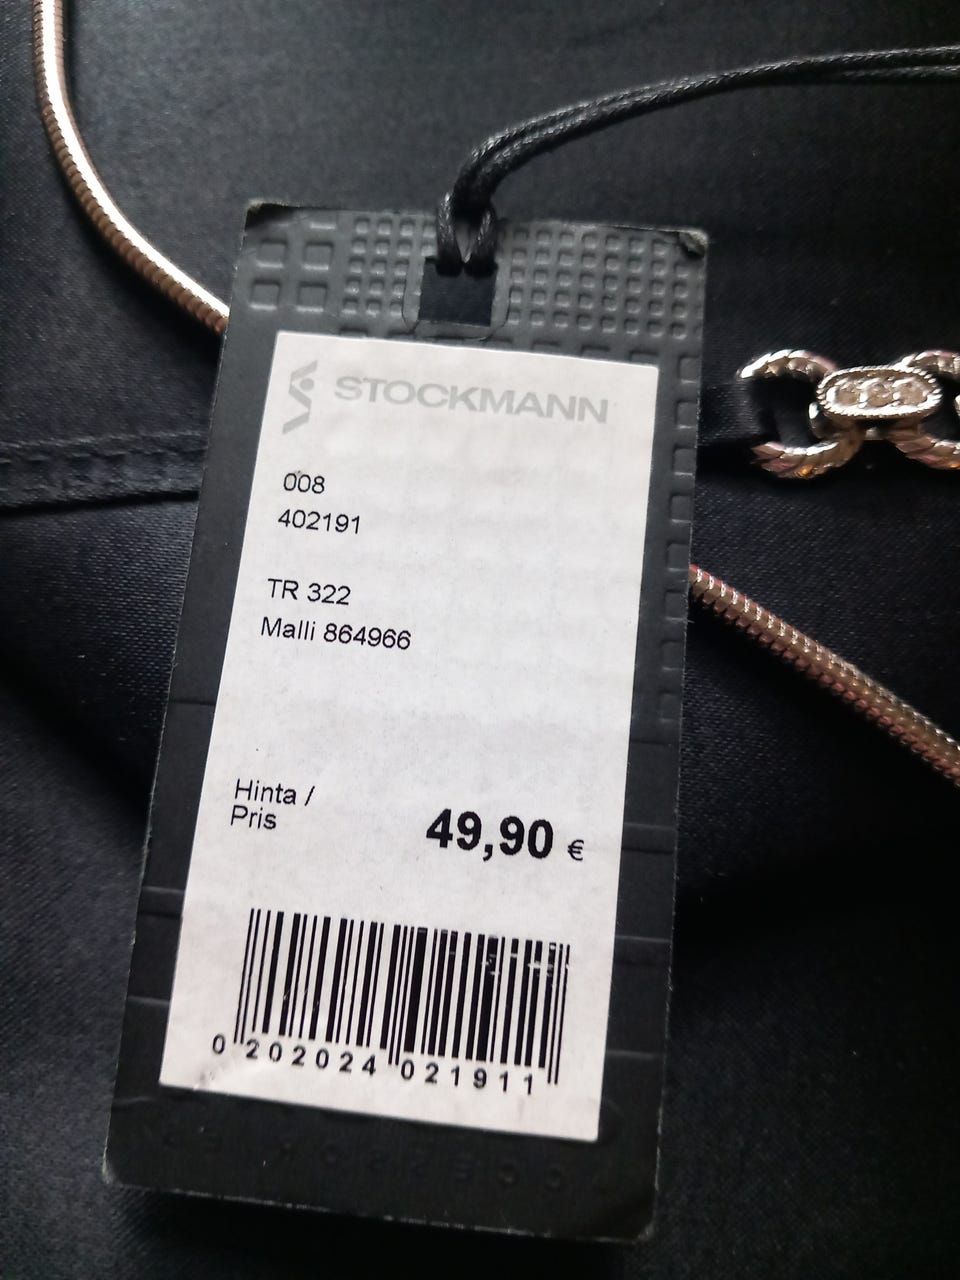 STOCKMANN
008
402191
TR 322
Malli 864966
Hinta /
Pris
49,90 €
0 202024 021911